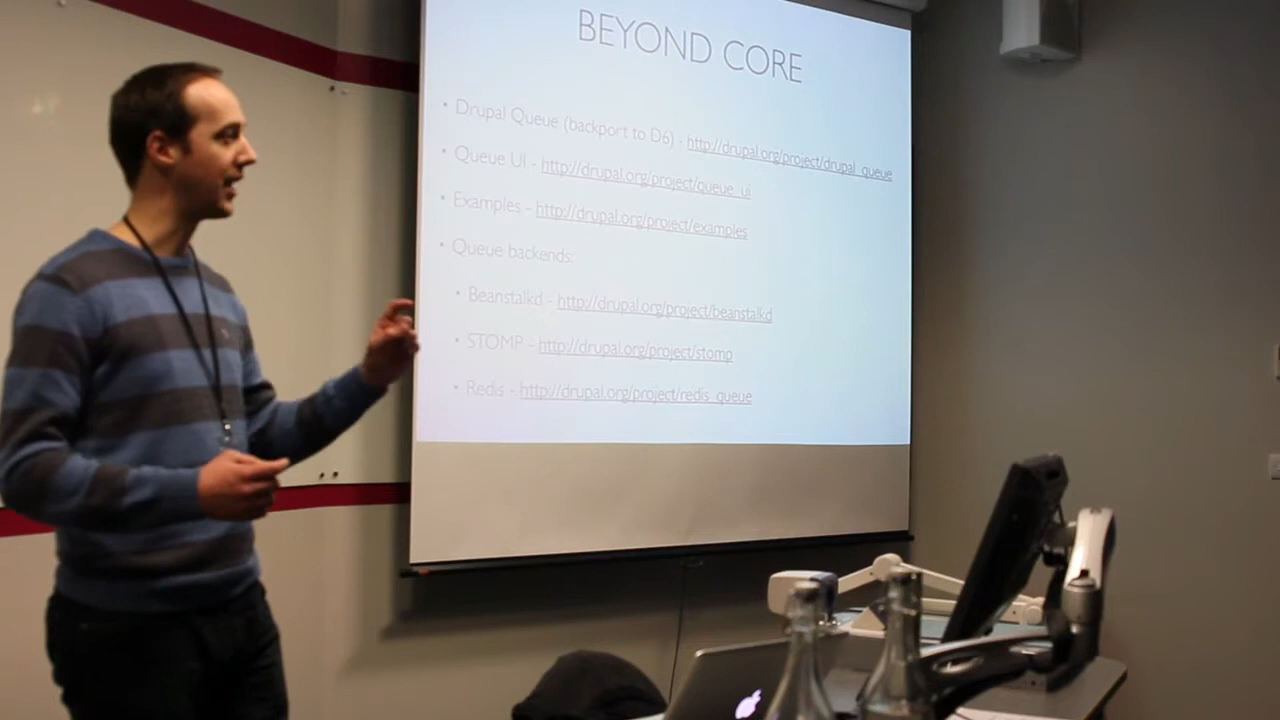 BEYOND CORE
• Drupal Queue (backport to D6) - http://drupal.org/project/drupal_queue
• Queue UI - http://drupal.org/project/queue_ui
• Examples - http://drupal.org/project/examples
• Queue backends:
• Beanstalkd - http://drupal.org/project/beanstalkd
• STOMP - http://drupal.org/project/stomp
• Redis - http://drupal.org/project/redis_queue